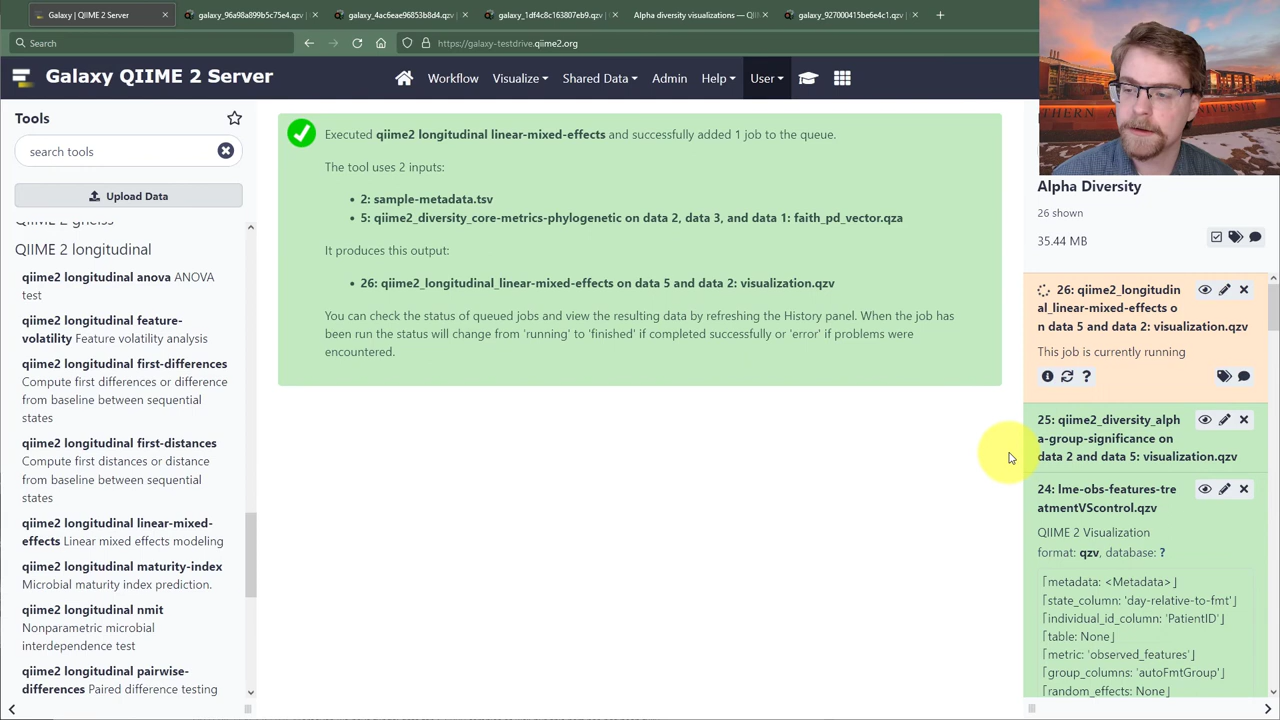 Galaxy | QIIME 2 Server
galaxy_96a98a899b5c75e4.qzv
galaxy_4ac6eae96853b8d4.qzv
galaxy_1df4c8c163807eb9.qzv
Alpha diversity visualizations — QI
galaxy_927000415be6e4c1.qzv
Search
https://galaxy-testdrive.qiime2.org
Galaxy QIIME 2 Server
Workflow
Visualize
Shared Data
Admin
Help
User
Tools
search tools
Upload Data
QIIME 2 gneiss
QIIME 2 longitudinal
qiime2 longitudinal anova ANOVA
test
qiime2 longitudinal feature-
volatility Feature volatility analysis
qiime2 longitudinal first-differences
Compute first differences or difference
from baseline between sequential
states
qiime2 longitudinal first-distances
Compute first distances or distance
from baseline between sequential
states
qiime2 longitudinal linear-mixed-
effects Linear mixed effects modeling
qiime2 longitudinal maturity-index
Microbial maturity index prediction.
qiime2 longitudinal nmit
Nonparametric microbial
interdependence test
qiime2 longitudinal pairwise-
differences Paired difference testing
Executed qiime2 longitudinal linear-mixed-effects and successfully added 1 job to the queue.
The tool uses 2 inputs:
• 2: sample-metadata.tsv
• 5: qiime2_diversity_core-metrics-phylogenetic on data 2, data 3, and data 1: faith_pd_vector.qza
It produces this output:
• 26: qiime2_longitudinal_linear-mixed-effects on data 5 and data 2: visualization.qzv
You can check the status of queued jobs and view the resulting data by refreshing the History panel. When the job has
been run the status will change from 'running' to 'finished' if completed successfully or 'error' if problems were
encountered.
Alpha Diversity
26 shown
35.44 MB
26: qiime2_longitudin
al_linear-mixed-effects o
n data 5 and data 2: visualization.qzv
This job is currently running
25: qiime2_diversity_alph
a-group-significance on
data 2 and data 5: visualization.qzv
24: lme-obs-features-tre
atmentVScontrol.qzv
QIIME 2 Visualization
format: qzv, database: ?
⌈metadata: <Metadata>⌋
⌈state_column: 'day-relative-to-fmt'⌋
⌈individual_id_column: 'PatientID'⌋
⌈table: None⌋
⌈metric: 'observed_features'⌋
⌈group_columns: 'autoFmtGroup'⌋
⌈random_effects: None⌋